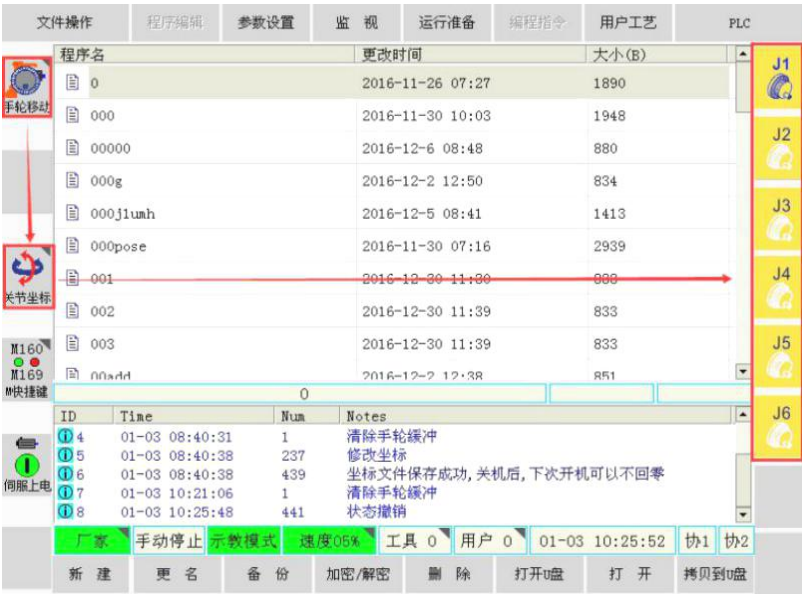 文件操作 程序编辑 参数设置 监 视 运行准备 编程指令 用户工艺 PLC
手轮移动
关节坐标
M160
M169
M快捷键
伺服上电
程序名 更改时间 大小(B)
0 2016-11-26 07:27 1890
000 2016-11-30 10:03 1948
00000 2016-12-6 08:48 880
000g 2016-12-2 12:50 834
000j1umh 2016-12-5 08:41 1413
000pose 2016-11-30 07:16 2939
001 2016-12-30 11:30 883
002 2016-12-30 11:39 833
003 2016-12-30 11:39 833
00add 2016-12-2 12:38 851
0
ID Time Num Notes
4 01-03 08:40:31 1 清除手轮缓冲
5 01-03 08:40:38 237 修改坐标
6 01-03 08:40:38 439 坐标文件保存成功,关机后,下次开机可以不回零
7 01-03 10:21:06 1 清除手轮缓冲
8 01-03 10:25:48 441 状态撤销
J1
J2
J3
J4
J5
J6
厂家 手动停止 示教模式 速度05% 工具 0 用户 0 01-03 10:25:52 协1 协2
新 建 更 名 备 份 加密/解密 删 除 打开U盘 打 开 拷贝到U盘